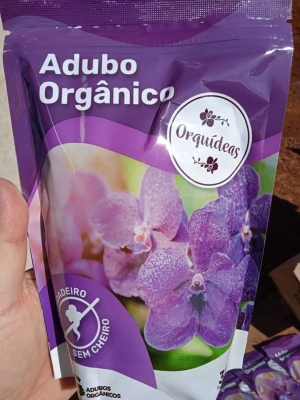 Adubo
Orgânico
Orquídeas
SEM CHEIRO
ADUBOS
ORGÂNICOS